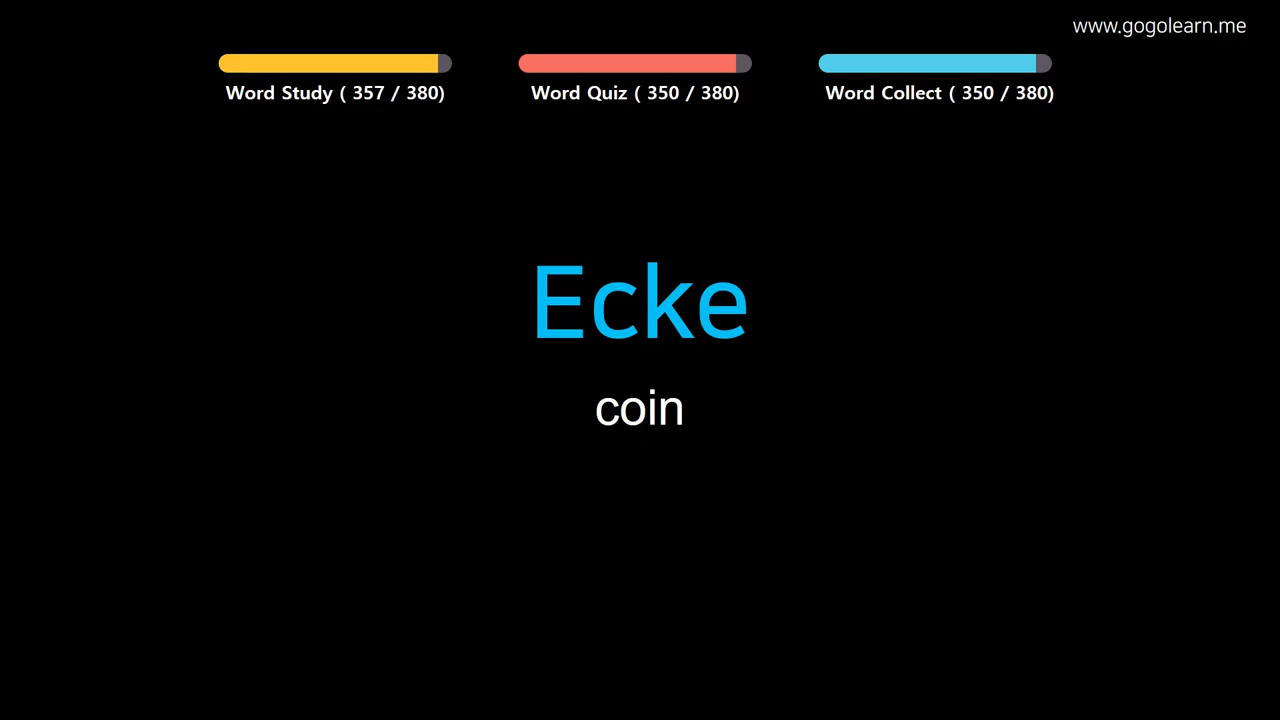 www.gogolearn.me
Word Study ( 357 / 380)
Word Quiz ( 350 / 380)
Word Collect ( 350 / 380)
Ecke
coin